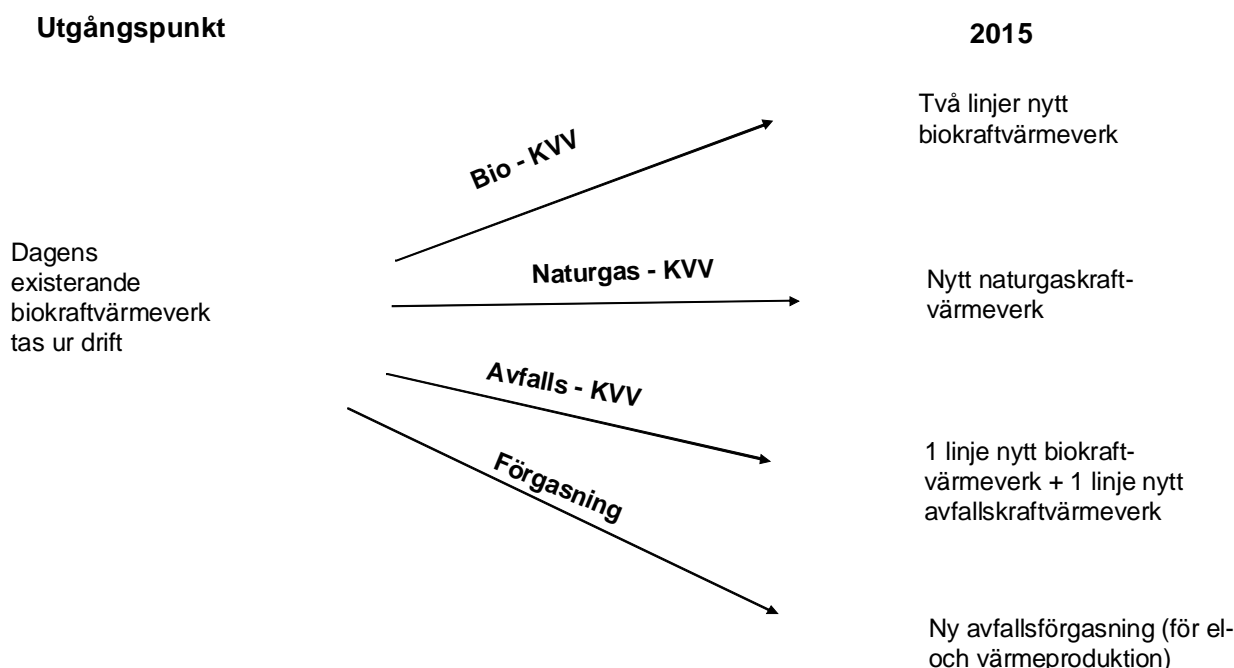 Utgångspunkt
2015
Två linjer nytt
biokraftvärmeverk
Bio - KVV
Dagens
existerande
biokraftvärmeverk
tas ur drift
Naturgas - KVV
Nytt naturgaskraft-
värmeverk
Avfalls - KVV
1 linje nytt biokraft-
värmeverk + 1 linje nytt
avfallskraftvärmeverk
Förgasning
Ny avfallsförgasning (för el-
och värmeproduktion)